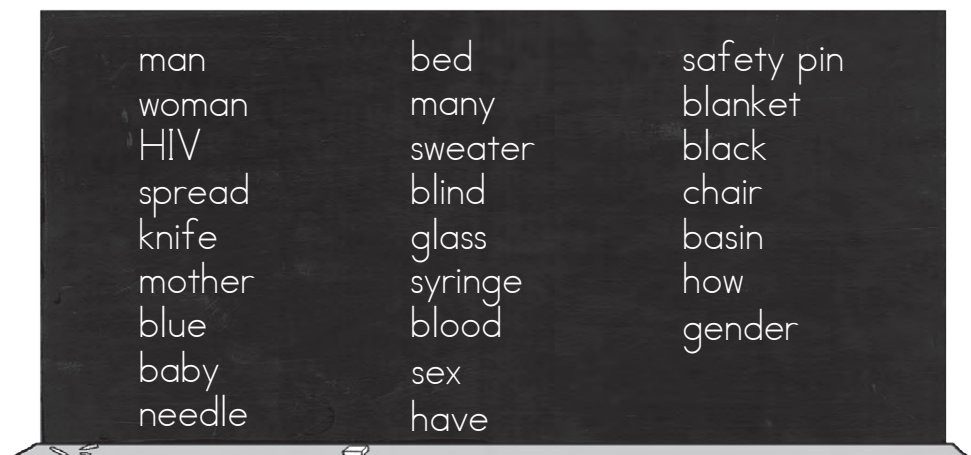 man
woman
HIV
spread
knife
mother
blue
baby
needle
bed
many
sweater
blind
glass
syringe
blood
sex
have
safety pin
blanket
black
chair
basin
how
gender